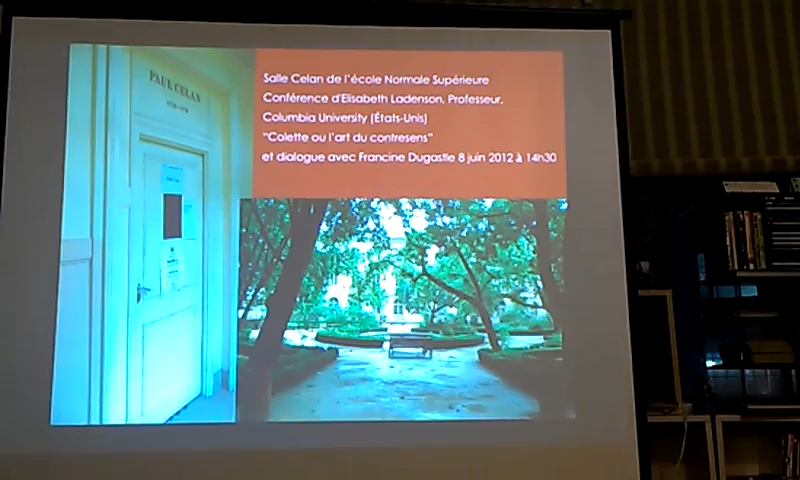 PAUL CELAN
Salle Celan de l'école Normale Supérieure
Conférence d'Elisabeth Ladenson, Professeur,
Columbia University (États-Unis)
"Colette ou l'art du contresens"
et dialogue avec Francine Dugastle 8 juin 2012 à 14h30